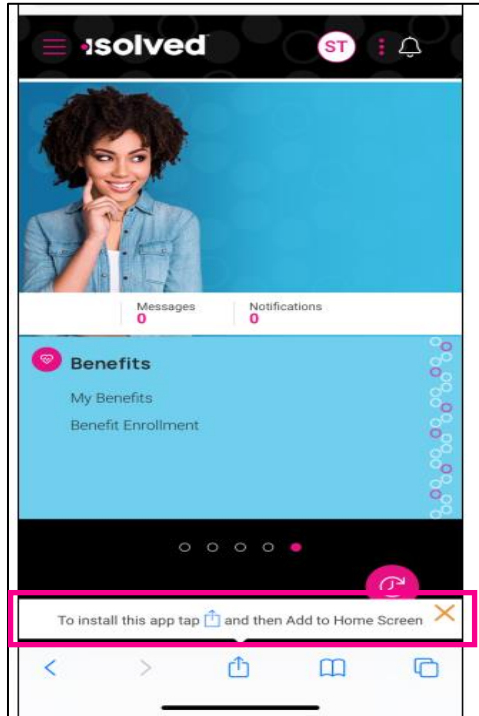 isolved
ST
Messages Notifications
0 0
Benefits
My Benefits
Benefit Enrollment
To install this app tap and then Add to Home Screen